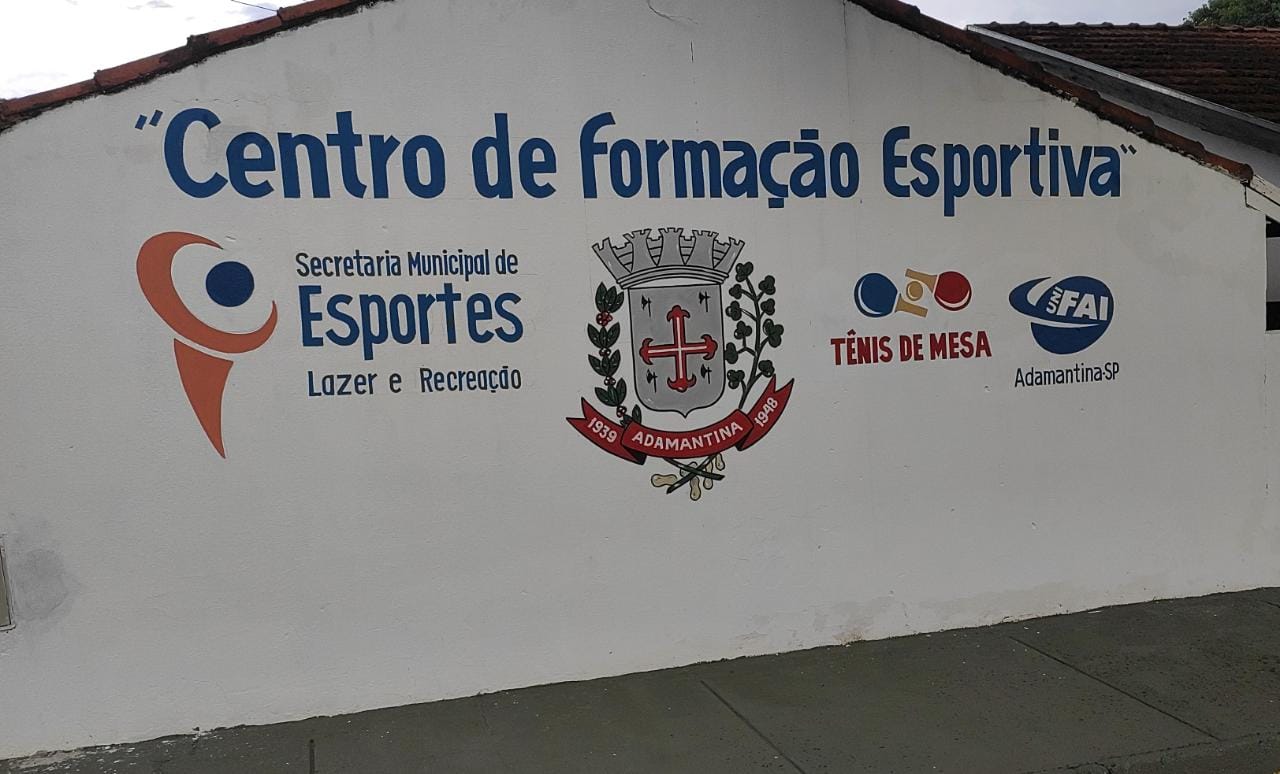 "Centro de Formação Esportiva"
Secretaria Municipal de
Esportes
Lazer e Recreação
1939 ADAMANTINA 1948
TÊNIS DE MESA
UNIFAI
Adamantina-SP